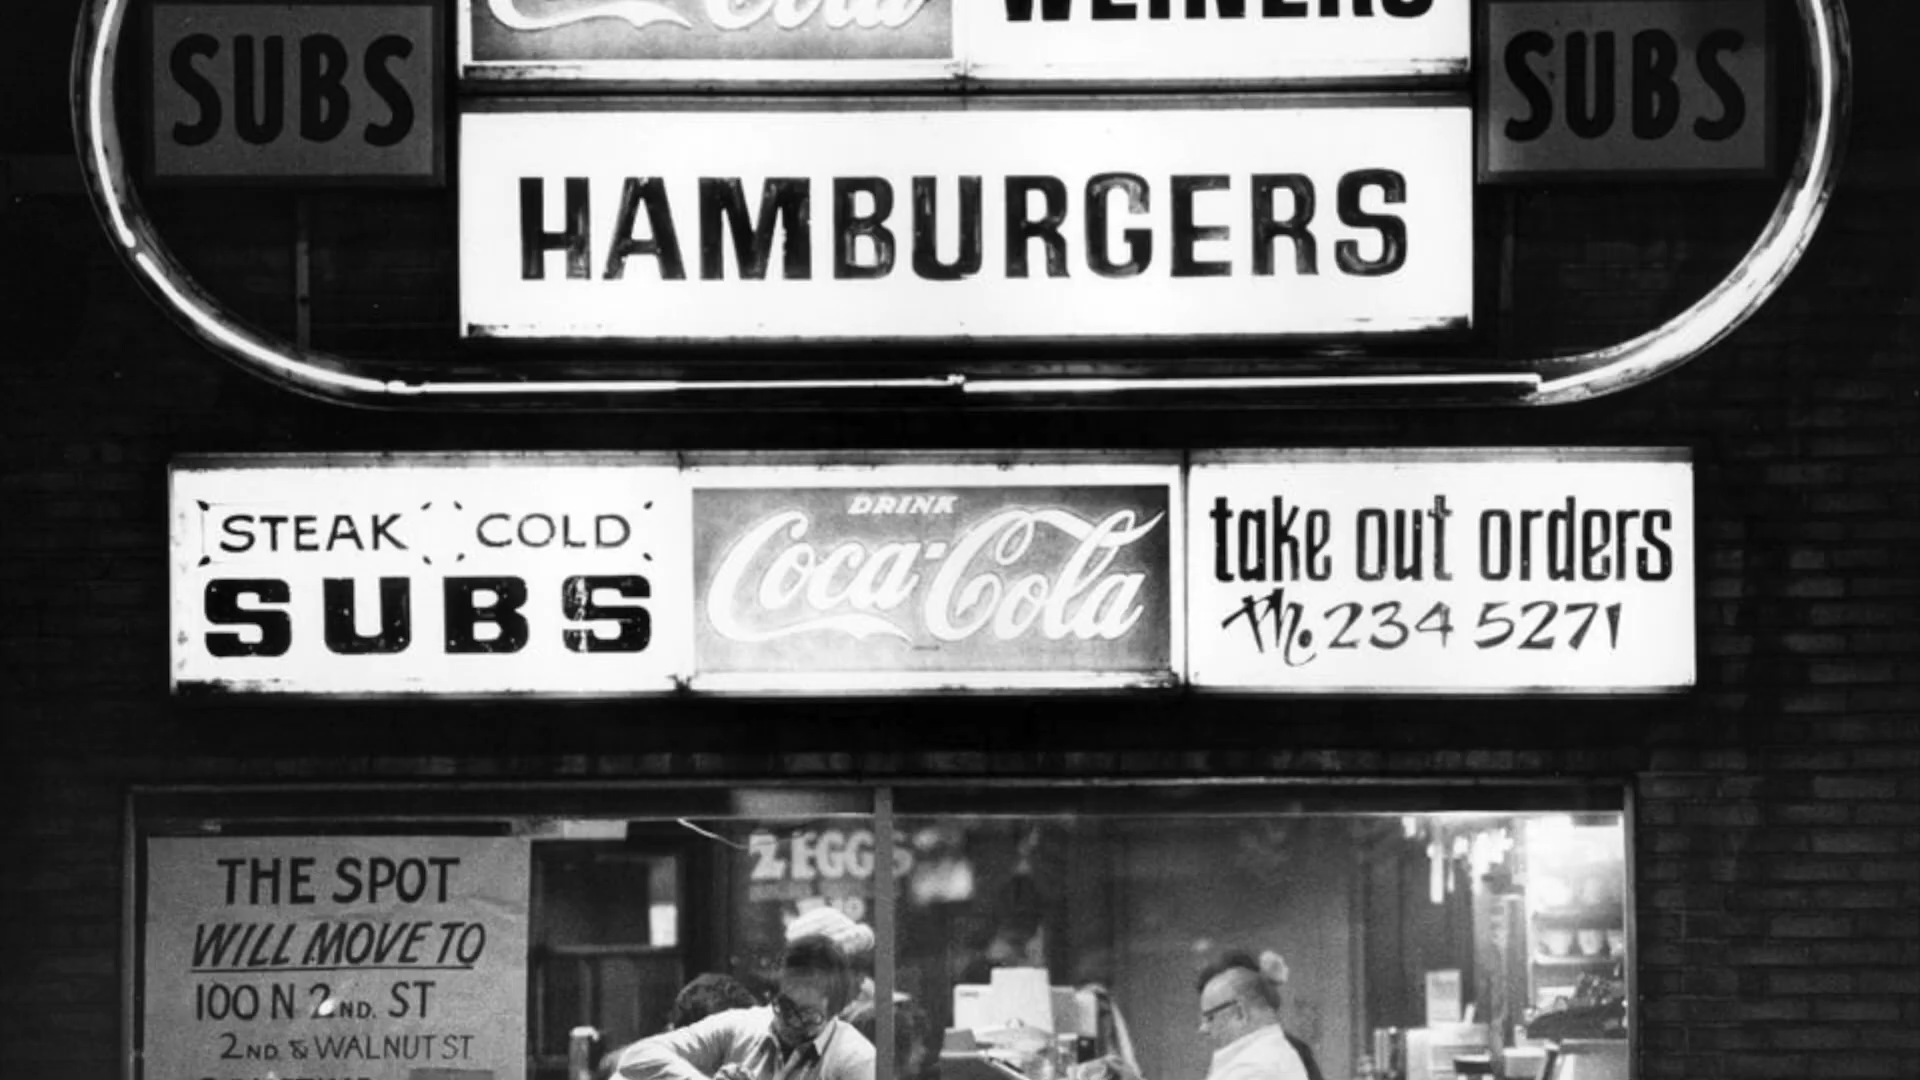 SUBS
Cola
WEINERS
SUBS
HAMBURGERS
STEAK COLD
SUBS
DRINK
Coca-Cola
take out orders
Ph. 234 5271
THE SPOT
WILL MOVE TO
100 N 2ND. ST
2ND & WALNUT ST
2 EGGS